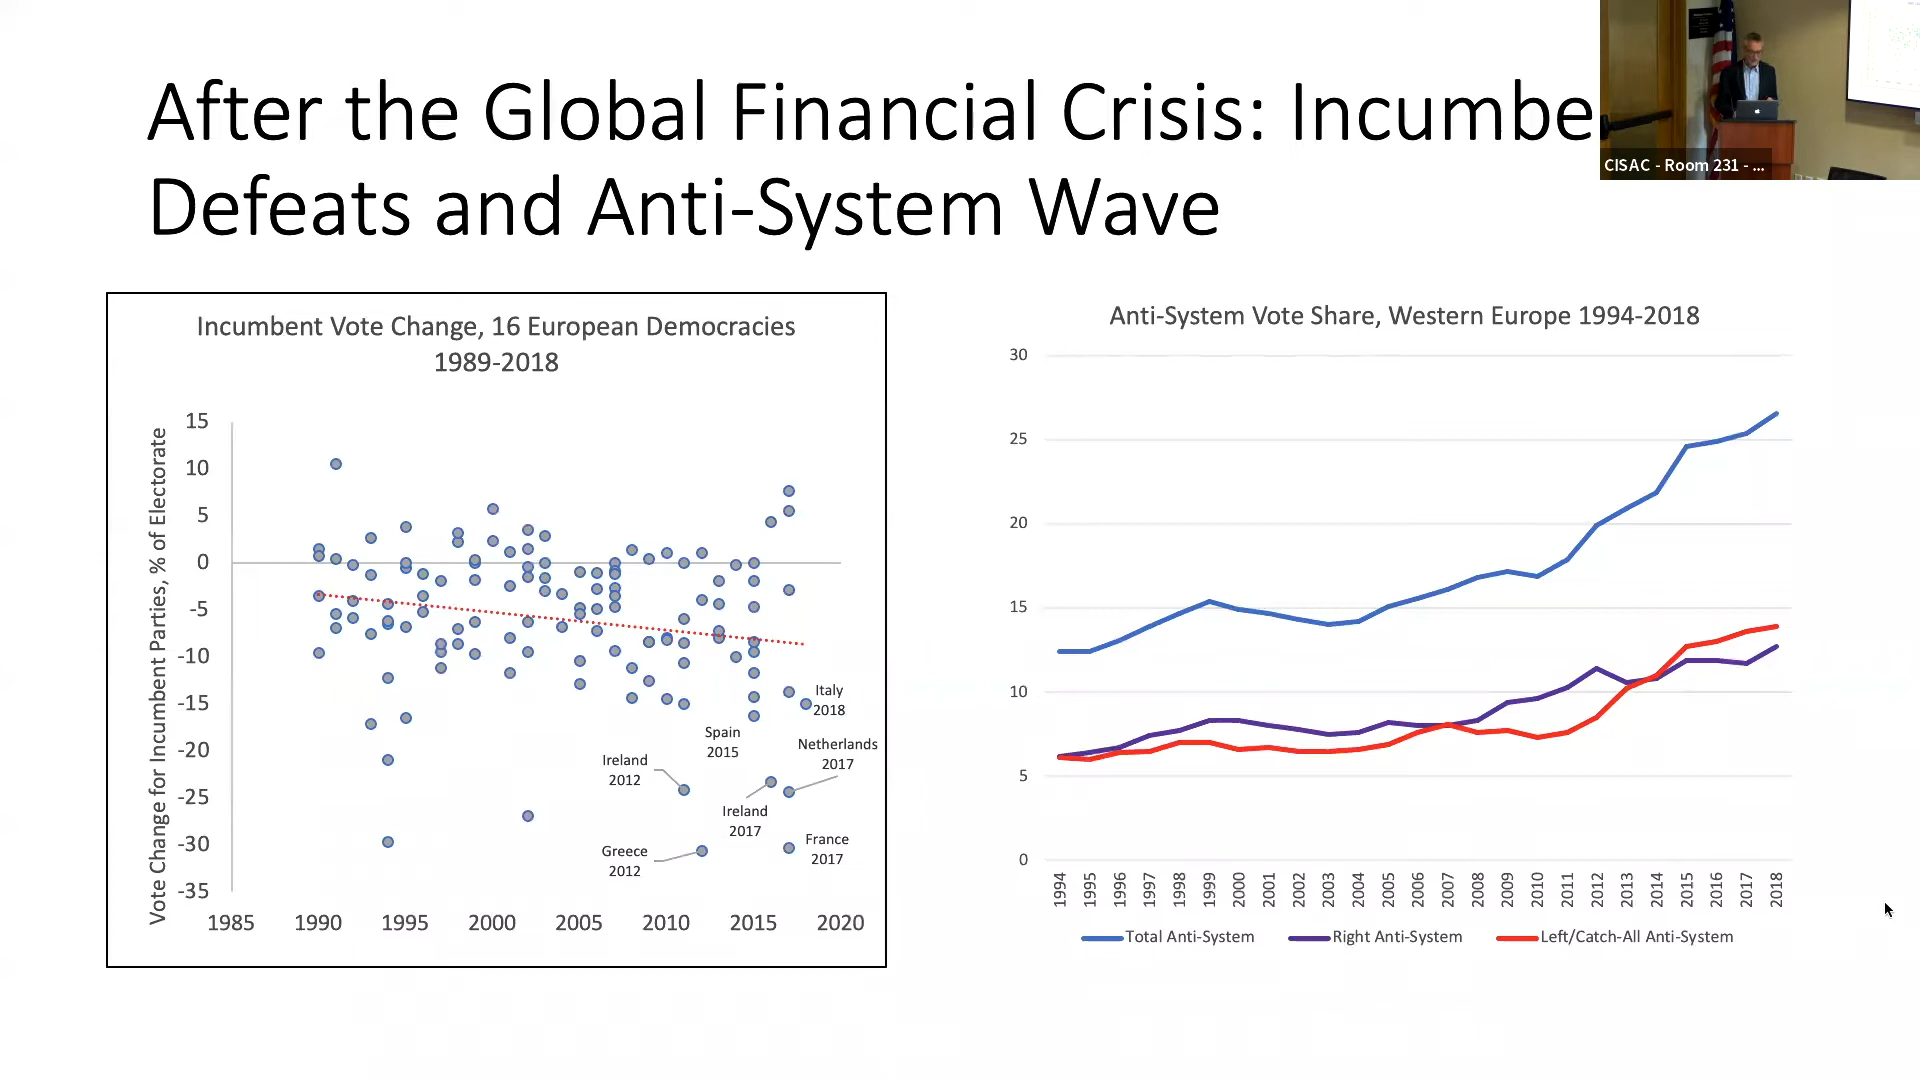 After the Global Financial Crisis: Incumbe
Defeats and Anti-System Wave
CISAC - Room 231 - ...
Incumbent Vote Change, 16 European Democracies
1989-2018
Vote Change for Incumbent Parties, % of Electorate
15
10
5
0
-5
-10
-15
-20
-25
-30
-35
1985 1990 1995 2000 2005 2010 2015 2020
Italy
2018
Spain
2015
Netherlands
2017
Ireland
2012
Ireland
2017
Greece
2012
France
2017
Anti-System Vote Share, Western Europe 1994-2018
30
25
20
15
10
5
0
1994 1995 1996 1997 1998 1999 2000 2001 2002 2003 2004 2005 2006 2007 2008 2009 2010 2011 2012 2013 2014 2015 2016 2017 2018
Total Anti-System Right Anti-System Left/Catch-All Anti-System